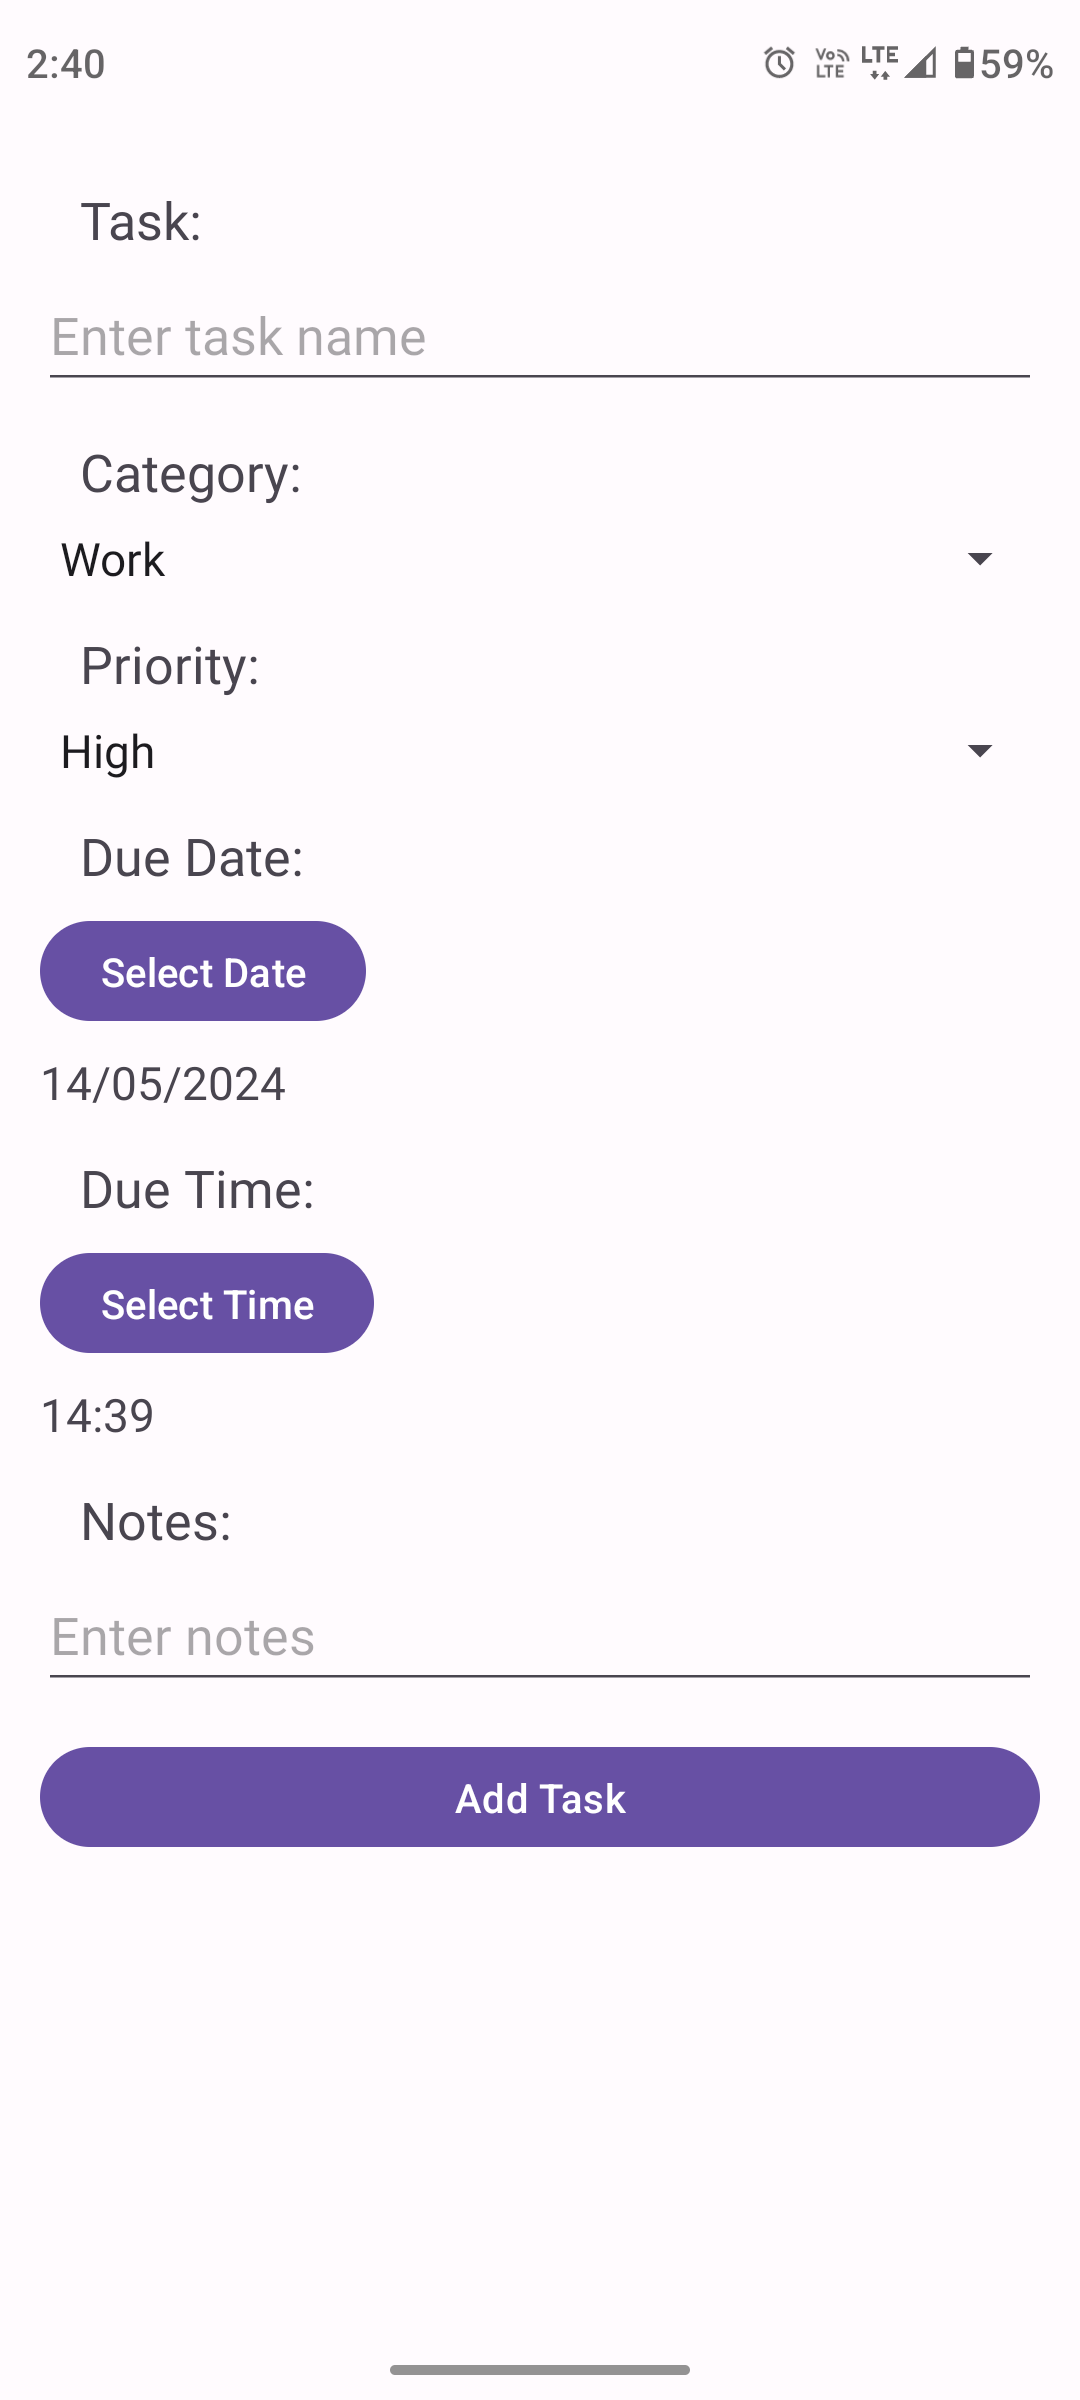 2:40 Vo LTE LTE 59%
Task:
Enter task name
Category:
Work
Priority:
High
Due Date:
Select Date
14/05/2024
Due Time:
Select Time
14:39
Notes:
Enter notes
Add Task